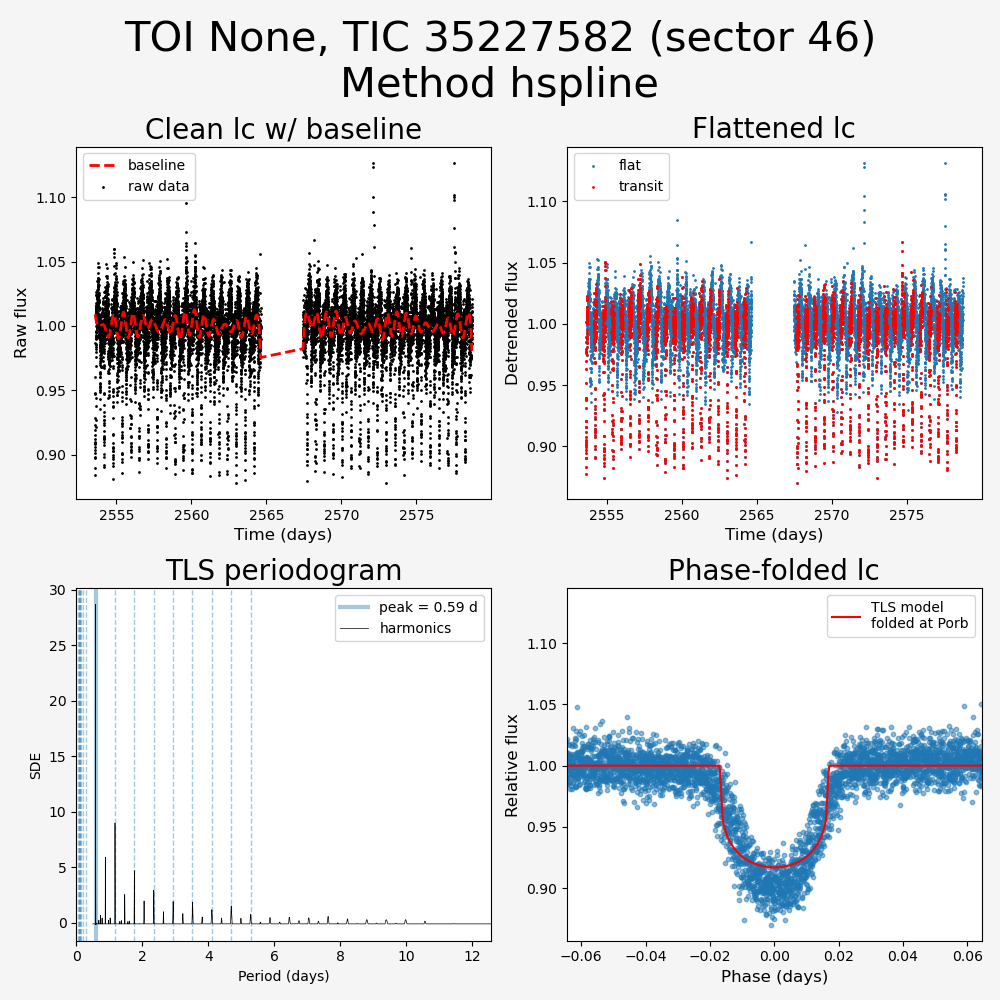 TOI None, TIC 35227582 (sector 46)
Method hspline
Clean lc w/ baseline
Flattened lc
baseline
raw data
flat
transit
Raw flux
1.10
1.05
1.00
0.95
0.90
2555 2560 2565 2570 2575
Time (days)
Detrended flux
1.10
1.05
1.00
0.95
0.90
2555 2560 2565 2570 2575
Time (days)
TLS periodogram
Phase-folded lc
peak = 0.59 d
harmonics
SDE
30
25
20
15
10
5
0
0 2 4 6 8 10 12
Period (days)
TLS model
folded at Porb
Relative flux
1.10
1.05
1.00
0.95
0.90
−0.06 −0.04 −0.02 0.00 0.02 0.04 0.06
Phase (days)